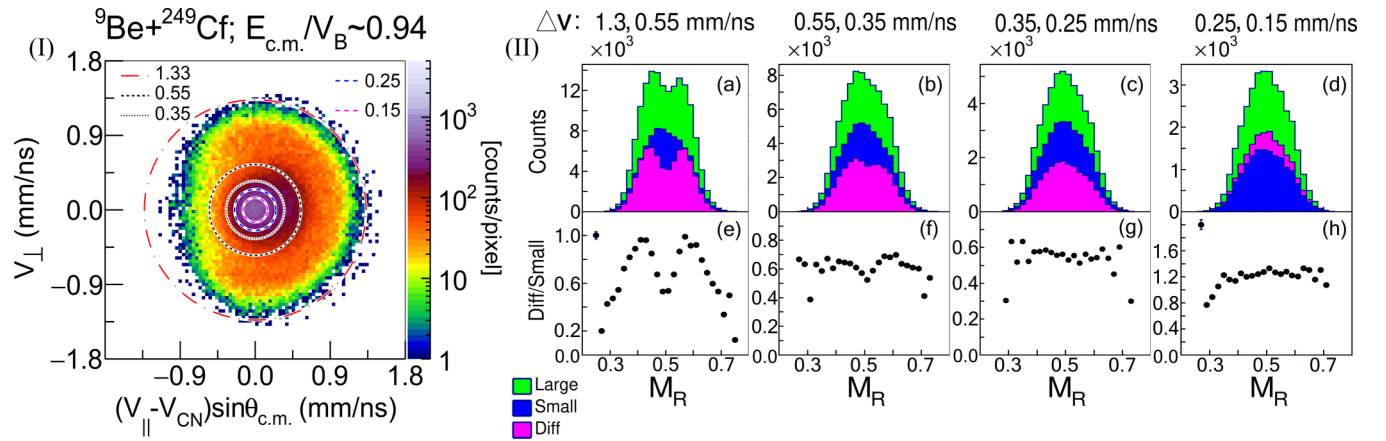 ⁹Be+²⁴⁹Cf; E_c.m./V_B~0.94
(I)
1.33
0.55
0.35
0.25
0.15
1.8
0.9
0.0
−0.9
−1.8
V⊥ (mm/ns)
−0.9 0.0 0.9 1.8
(V_||-V_CN)sinθ_c.m. (mm/ns)
10³
10²
10
1
[counts/pixel]
(II)
△v: 1.3, 0.55 mm/ns 0.55, 0.35 mm/ns 0.35, 0.25 mm/ns 0.25, 0.15 mm/ns
×10³ ×10³ ×10³ ×10³
Counts
(a)
12
8
4
0
(b)
8
6
4
2
0
(c)
6
4
2
0
(d)
3
2
1
0
Diff/Small
(e)
1.0
0.8
0.6
0.4
0.2
0.0
(f)
0.8
0.6
0.4
0.2
0.0
(g)
0.6
0.4
0.2
0.0
(h)
2.0
1.6
1.2
0.8
0.4
0.0
0.3 0.5 0.7 0.3 0.5 0.7 0.3 0.5 0.7 0.3 0.5 0.7
M_R M_R M_R M_R
Large
Small
Diff